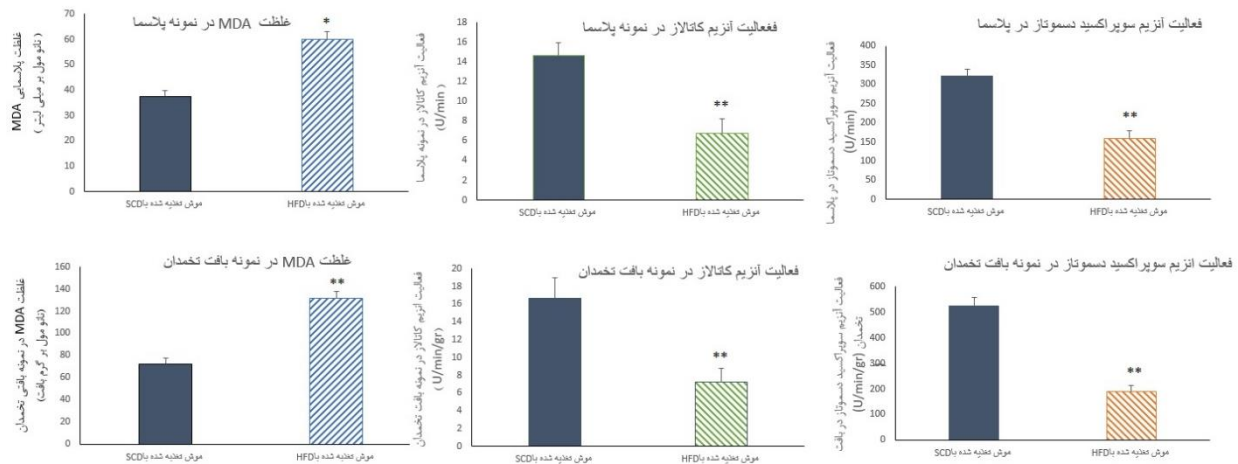 غلظت MDA در نمونه پلاسما
*
غلظت پلاسمایی MDA
( نانو مول بر میلی لیتر )
70
60
50
40
30
20
10
0
موش تغذیه شده باSCD
موش تغذیه شده باHFD
فغعالیت آنزیم کاتالاز در نمونه پلاسما
**
فعالیت آنزیم کاتالاز در نمونه پلاسما
(U/min )
16
14
12
10
8
6
4
2
0
موش تغذیه شده باSCD
موش تغذیه شده باHFD
فعالیت آنزیم سوپراکسید دسموتاز در پلاسما
**
فعالیت آنزیم سوپراکسید دسموتاز در پلاسما
(U/min)
400
350
300
250
200
150
100
50
0
موش تغذیه شده باSCD
موش تغذیه شده باHFD
غلظت MDA در نمونه بافت تخمدان
**
غلظت MDA در نمونه بافتی تخمدان
(نانو مول بر گرم بافت)
160
140
120
100
80
60
40
20
0
موش تغذیه شده باSCD
موش تغذیه شده باHFD
فعالیت آنزیم کاتالاز در نمونه بافت تخمدان
**
فعالیت آنزیم کاتالاز در نمونه بافت تخمدان
(U/min/gr )
20
18
16
14
12
10
8
6
4
2
0
موش تغذیه شده باSCD
موش تغذیه شده باHFD
فعالیت انزیم سوپراکسید دسموتاز در نمونه بافت تخمدان
**
فعالیت آنزیم سوپراکسید دسموتاز در بافت
تخمدان (U/min/gr)
600
500
400
300
200
100
0
موش تغذیه شده باSCD
موش تغذیه شده باHFD